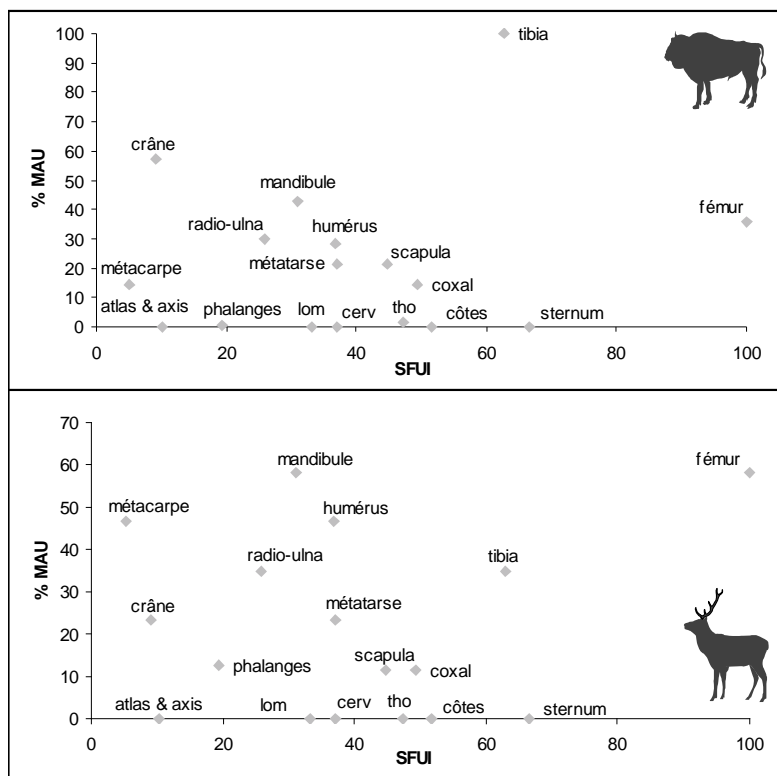 100
tibia
90
80
70
crâne
60
% MAU
50
mandibule
40
fémur
radio-ulna
humérus
30
métatarse
scapula
20
métacarpe
coxal
10
atlas & axis phalanges lom cerv tho côtes sternum
0
0 20 40 60 80 100
SFUI
70
mandibule
fémur
60
métacarpe
humérus
50
radio-ulna
tibia
40
% MAU
30
crâne
métatarse
20
phalanges
scapula
coxal
10
atlas & axis lom cerv tho côtes sternum
0
0 20 40 60 80 100
SFUI